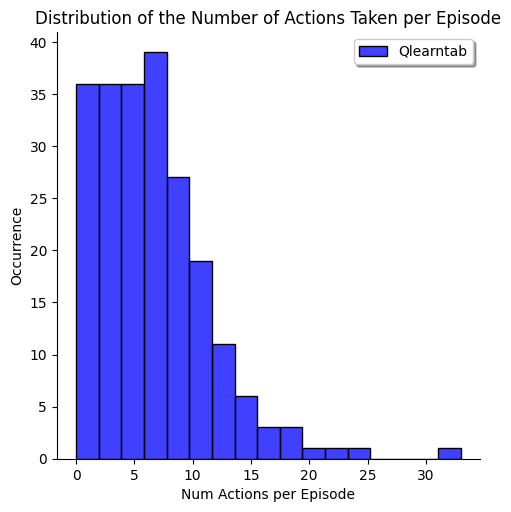 Distribution of the Number of Actions Taken per Episode
Qlearntab
40
35
30
25
20
15
10
5
0
Occurrence
0 5 10 15 20 25 30
Num Actions per Episode